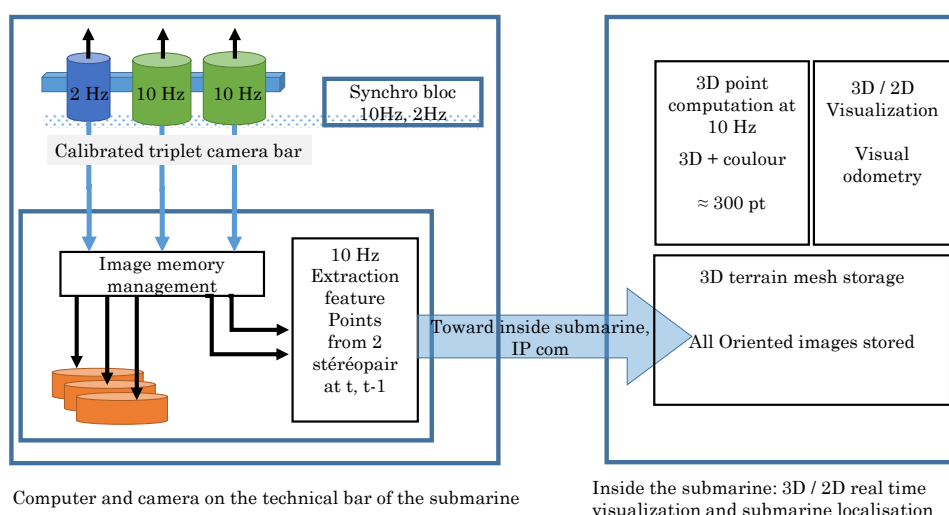 2 Hz
10 Hz
10 Hz
Synchro bloc
10Hz, 2Hz
Calibrated triplet camera bar
Image memory
management
10 Hz
Extraction
feature
Points
from 2
stéréopair
at t, t-1
Toward inside submarine,
IP com
3D point
computation at
10 Hz
3D + coulour
≈ 300 pt
3D / 2D
Visualization
Visual
odometry
3D terrain mesh storage
All Oriented images stored
Computer and camera on the technical bar of the submarine
Inside the submarine: 3D / 2D real time
visualization and submarine localisation